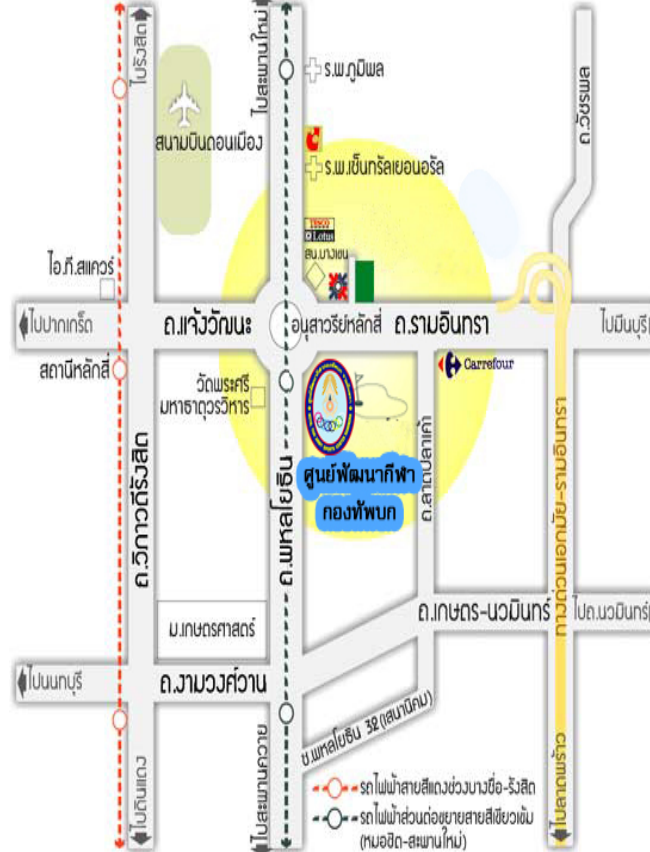 ไปรังสิต
ไปสะพานใหม่
ร.พ.ภูมิพล
สนามบินดอนเมือง
ร.พ.เซ็นทรัลเยอนอรัล
ถ.วัชรพล
TESCO
Lotus
สน.บางเขน
ไอ.ที.สแควร์
ไปปากเกร็ด
ถ.แจ้งวัฒนะ
อนุสาวรีย์หลักสี่
ถ.รามอินทรา
ไปมีนบุรี
สถานีหลักสี่
Carrefour
วัดพระศรี
มหาธาตุวรวิหาร
ศูนย์พัฒนากีฬา
กองทัพบก
ถ.วิภาวดีรังสิต
ถ.พหลโยธิน
ถ.ลาดปลาเค้า
ทางด่วนเอกมัย-รามอินทรา
ม.เกษตรศาสตร์
ถ.เกษตร-นวมินทร์
ไปถ.นวมินทร์
ไปนนทบุรี
ถ.งามวงศ์วาน
ซ.พหลโยธิน 32 (เสนานิคม)
ไปดินแดง
ไปสะพานควาย
ไปลาดพร้าว
รถไฟฟ้าสายสีแดงช่วงบางซื่อ-รังสิต
รถไฟฟ้าส่วนต่อขยายสายสีเขียวเข้ม
(หมอชิต-สะพานใหม่)